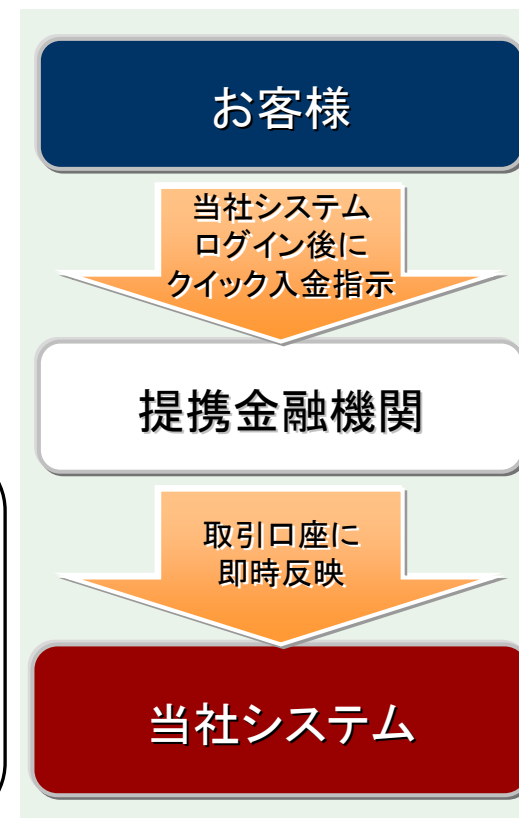 お客様
当社システム
ログイン後に
クイック入金指示
提携金融機関
取引口座に
即時反映
当社システム